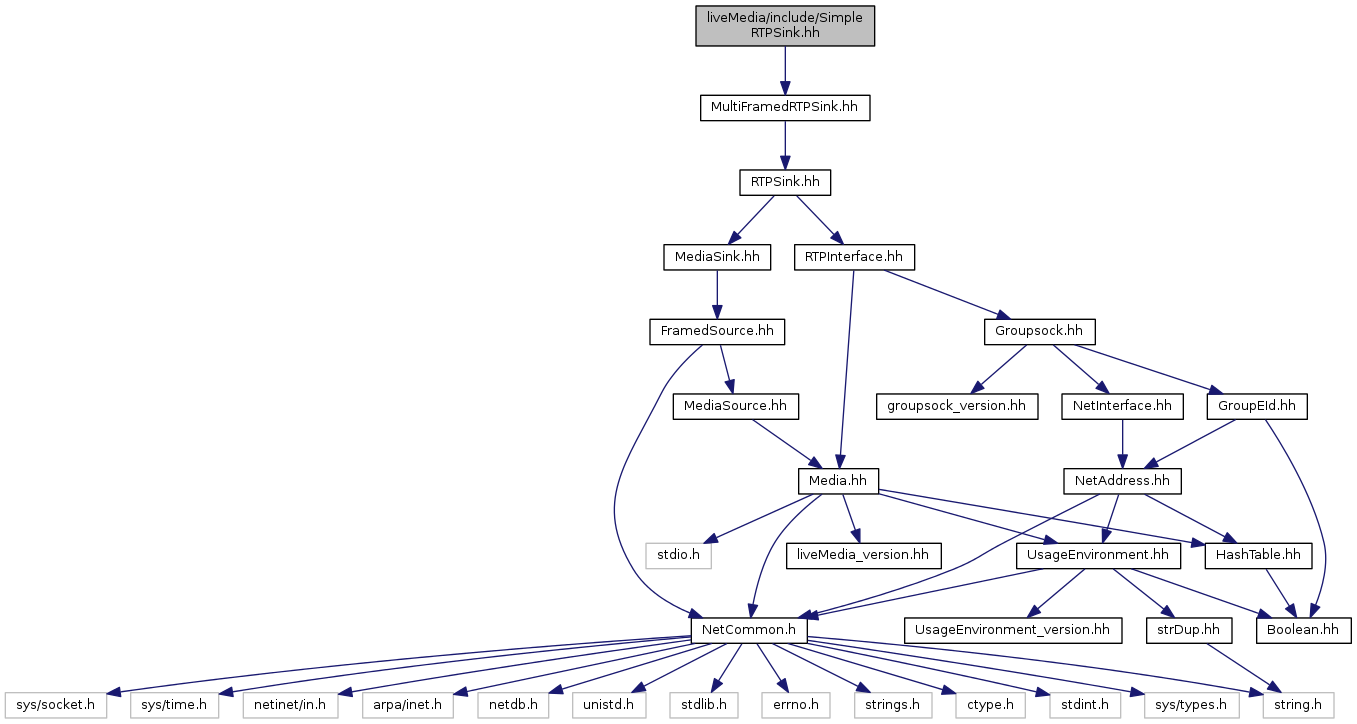 liveMedia/include/Simple
RTPSink.hh
MultiFramedRTPSink.hh
RTPSink.hh
MediaSink.hh
RTPInterface.hh
FramedSource.hh
Groupsock.hh
MediaSource.hh
groupsock_version.hh
NetInterface.hh
GroupEId.hh
Media.hh
NetAddress.hh
stdio.h
liveMedia_version.hh
UsageEnvironment.hh
HashTable.hh
NetCommon.h
UsageEnvironment_version.hh
strDup.hh
Boolean.hh
sys/socket.h
sys/time.h
netinet/in.h
arpa/inet.h
netdb.h
unistd.h
stdlib.h
errno.h
strings.h
ctype.h
stdint.h
sys/types.h
string.h